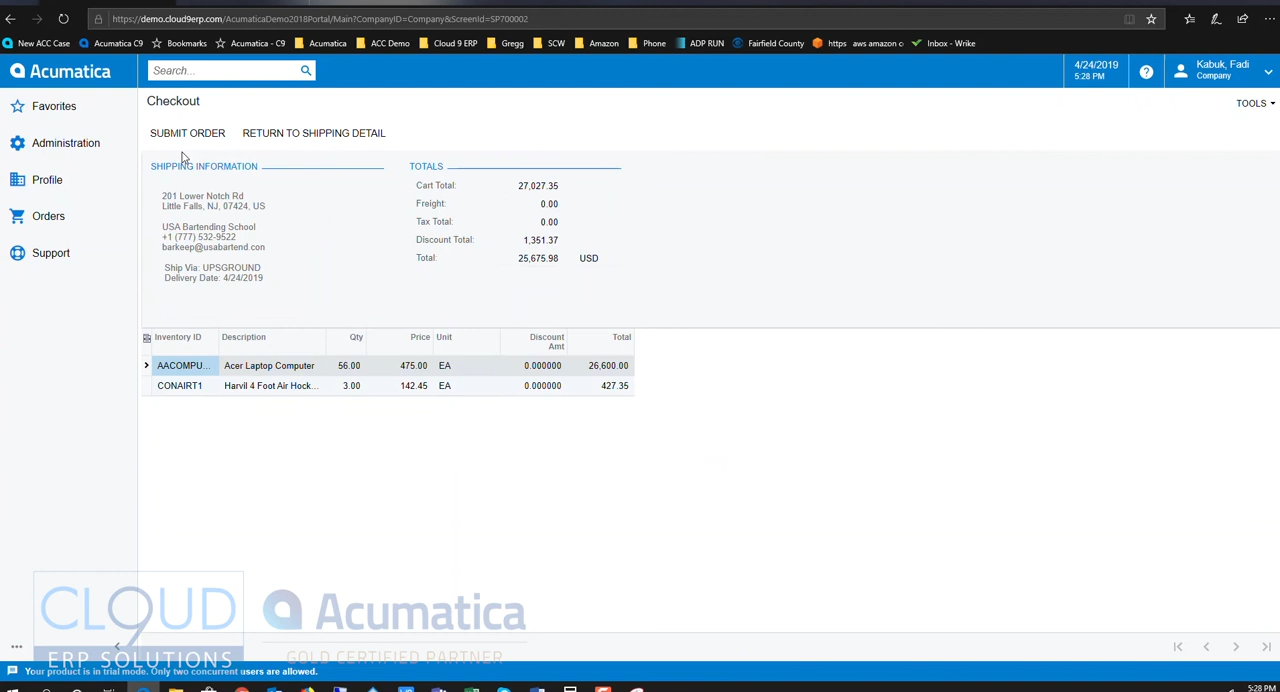 https://demo.cloud9erp.com/AcumaticaDemo2018Portal/Main?CompanyID=Company&ScreenId=SP700002
New ACC Case Acumatica C9 Bookmarks Acumatica - C9 Acumatica ACC Demo Cloud 9 ERP Gregg SCW Amazon Phone ADP RUN Fairfield County https aws amazon c Inbox - Wrike
Acumatica
Search...
4/24/2019
5:28 PM
Kabuk, Fadi
Company
Favorites
Administration
Profile
Orders
Support
Checkout
TOOLS
SUBMIT ORDER RETURN TO SHIPPING DETAIL
SHIPPING INFORMATION
201 Lower Notch Rd
Little Falls, NJ, 07424, US
USA Bartending School
+1 (777) 532-9522
barkeep@usabartend.con
Ship Via: UPSGROUND
Delivery Date: 4/24/2019
TOTALS
Cart Total: 27,027.35
Freight: 0.00
Tax Total: 0.00
Discount Total: 1,351.37
Total: 25,675.98 USD
Inventory ID Description Qty Price Unit Discount Amt Total
AACOMPU... Acer Laptop Computer 56.00 475.00 EA 0.000000 26,600.00
CONAIRT1 Harvil 4 Foot Air Hock... 3.00 142.45 EA 0.000000 427.35
CLOUD 9
ERP SOLUTIONS
Acumatica
GOLD CERTIFIED PARTNER
Your product is in trial mode. Only two concurrent users are allowed.
5:28 PM